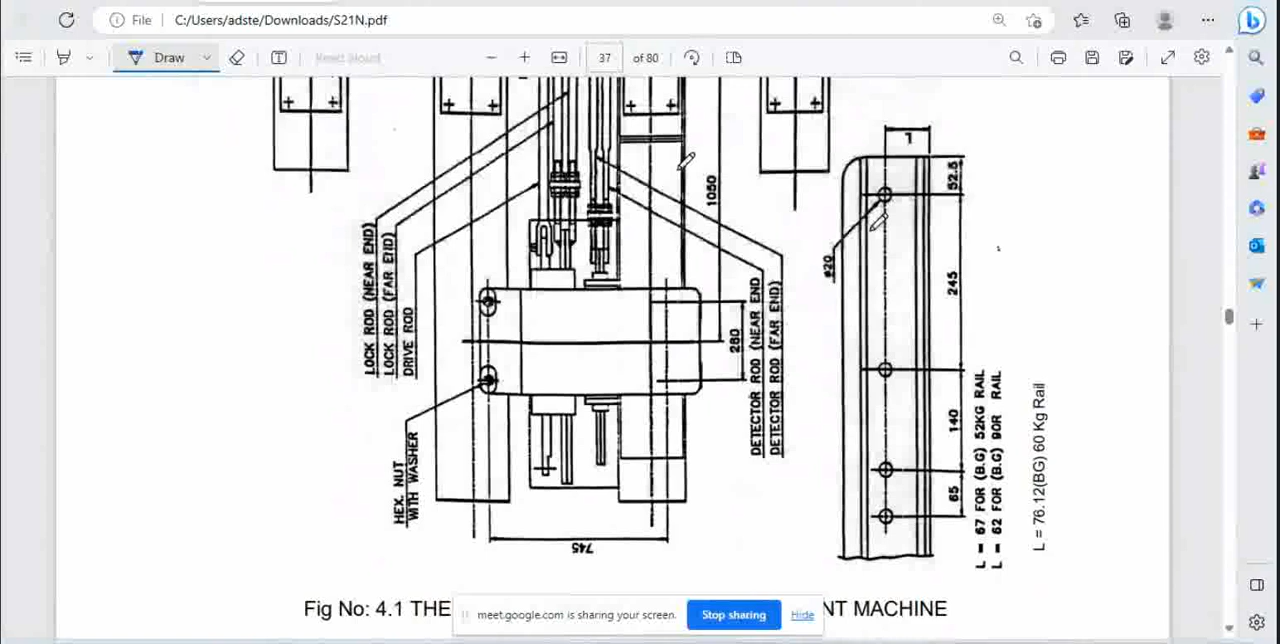 File
C:/Users/adste/Downloads/S21N.pdf
Draw
Read aloud
37
of 80
LOCK ROD (NEAR END)
LOCK ROD (FAR END)
DRIVE ROD
1050
280
DETECTOR ROD (NEAR END
DETECTOR ROD (FAR END)
HEX. NUT
WITH WASHER
745
L
52.5
ø20
245
140
65
L = 67 FOR (B.G) 52KG RAIL
L = 62 FOR (B.G) 90R RAIL
L = 76.12(BG) 60 Kg Rail
Fig No: 4.1 THE
NT MACHINE
meet.google.com is sharing your screen.
Stop sharing
Hide